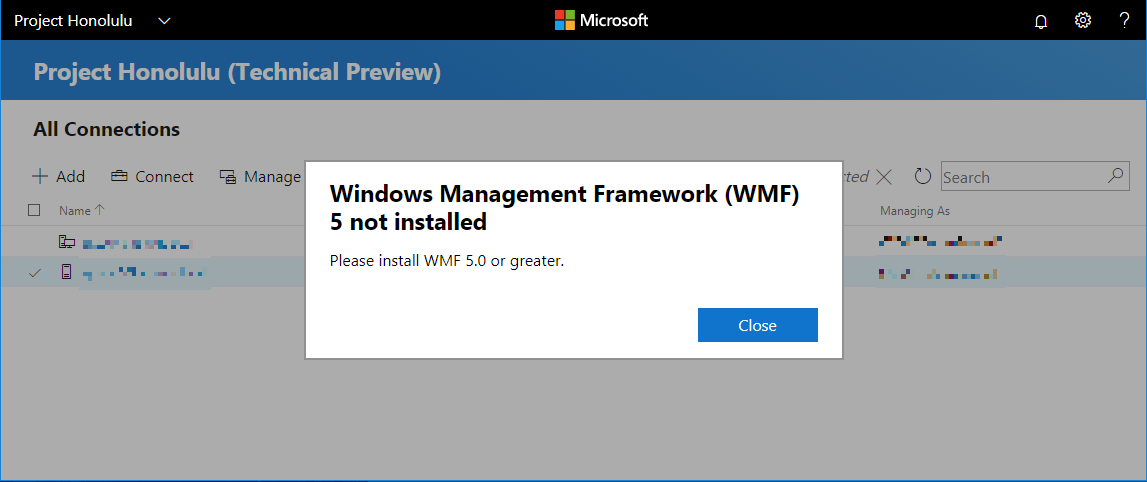 Project Honolulu
Microsoft
?
Project Honolulu (Technical Preview)
All Connections
Add Connect Manage
ted
Search
Name
Managing As
Windows Management Framework (WMF)
5 not installed
Please install WMF 5.0 or greater.
Close